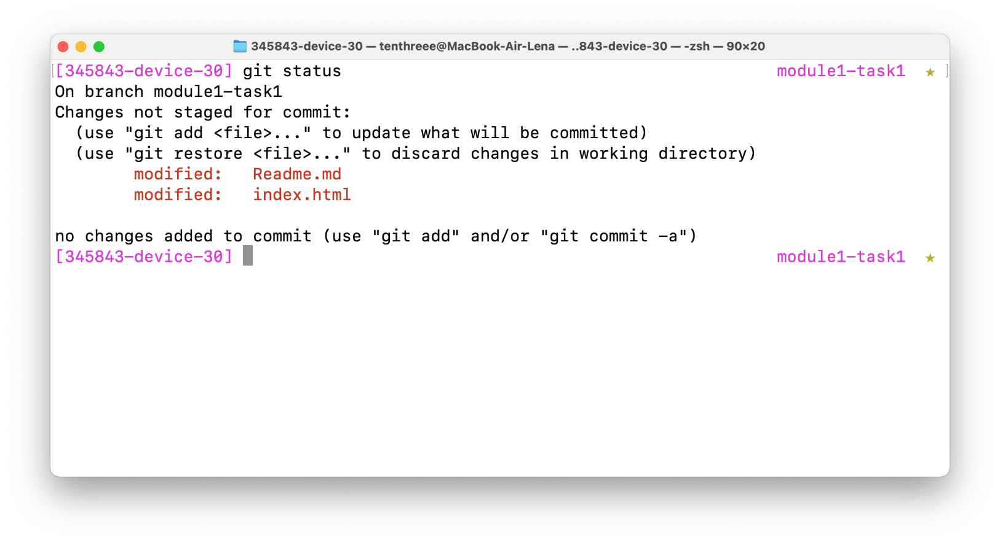 345843-device-30 — tenthreee@MacBook-Air-Lena — ..843-device-30 — -zsh — 90×20
[[345843-device-30] git status module1-task1 ★ ]
On branch module1-task1
Changes not staged for commit:
  (use "git add <file>..." to update what will be committed)
  (use "git restore <file>..." to discard changes in working directory)
        modified:   Readme.md
        modified:   index.html
no changes added to commit (use "git add" and/or "git commit -a")
[345843-device-30] module1-task1 ★